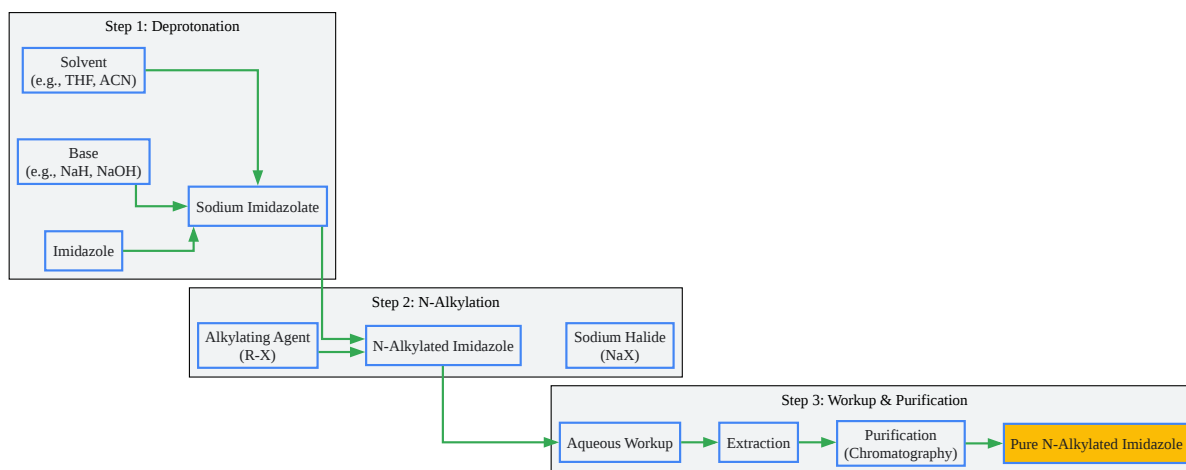 Step 1: Deprotonation
Solvent
(e.g., THF, ACN)
Base
(e.g., NaH, NaOH)
Sodium Imidazolate
Imidazole
Step 2: N-Alkylation
Alkylating Agent
(R-X)
N-Alkylated Imidazole
Sodium Halide
(NaX)
Step 3: Workup & Purification
Aqueous Workup
Extraction
Purification
(Chromatography)
Pure N-Alkylated Imidazole